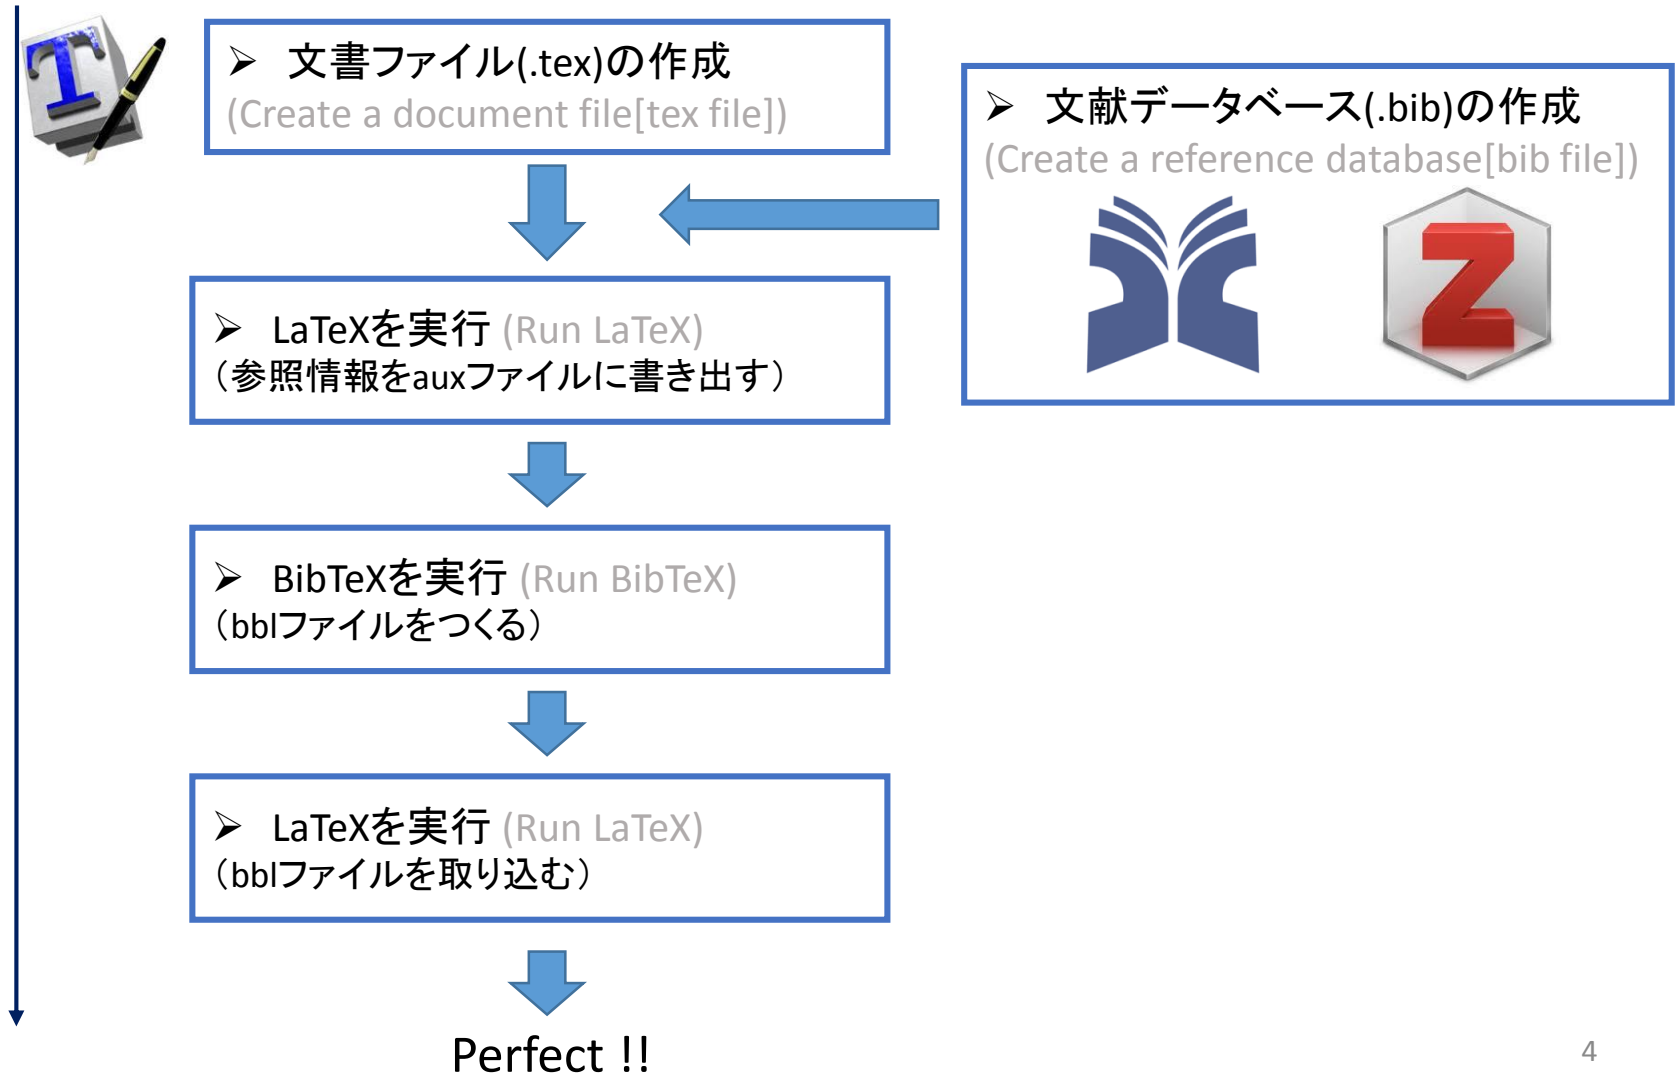 ➢ 文書ファイル(.tex)の作成
(Create a document file[tex file])
➢ 文献データベース(.bib)の作成
(Create a reference database[bib file])
➢ LaTeXを実行 (Run LaTeX)
（参照情報をauxファイルに書き出す）
➢ BibTeXを実行 (Run BibTeX)
（bblファイルをつくる）
➢ LaTeXを実行 (Run LaTeX)
（bblファイルを取り込む）
Perfect !!
4